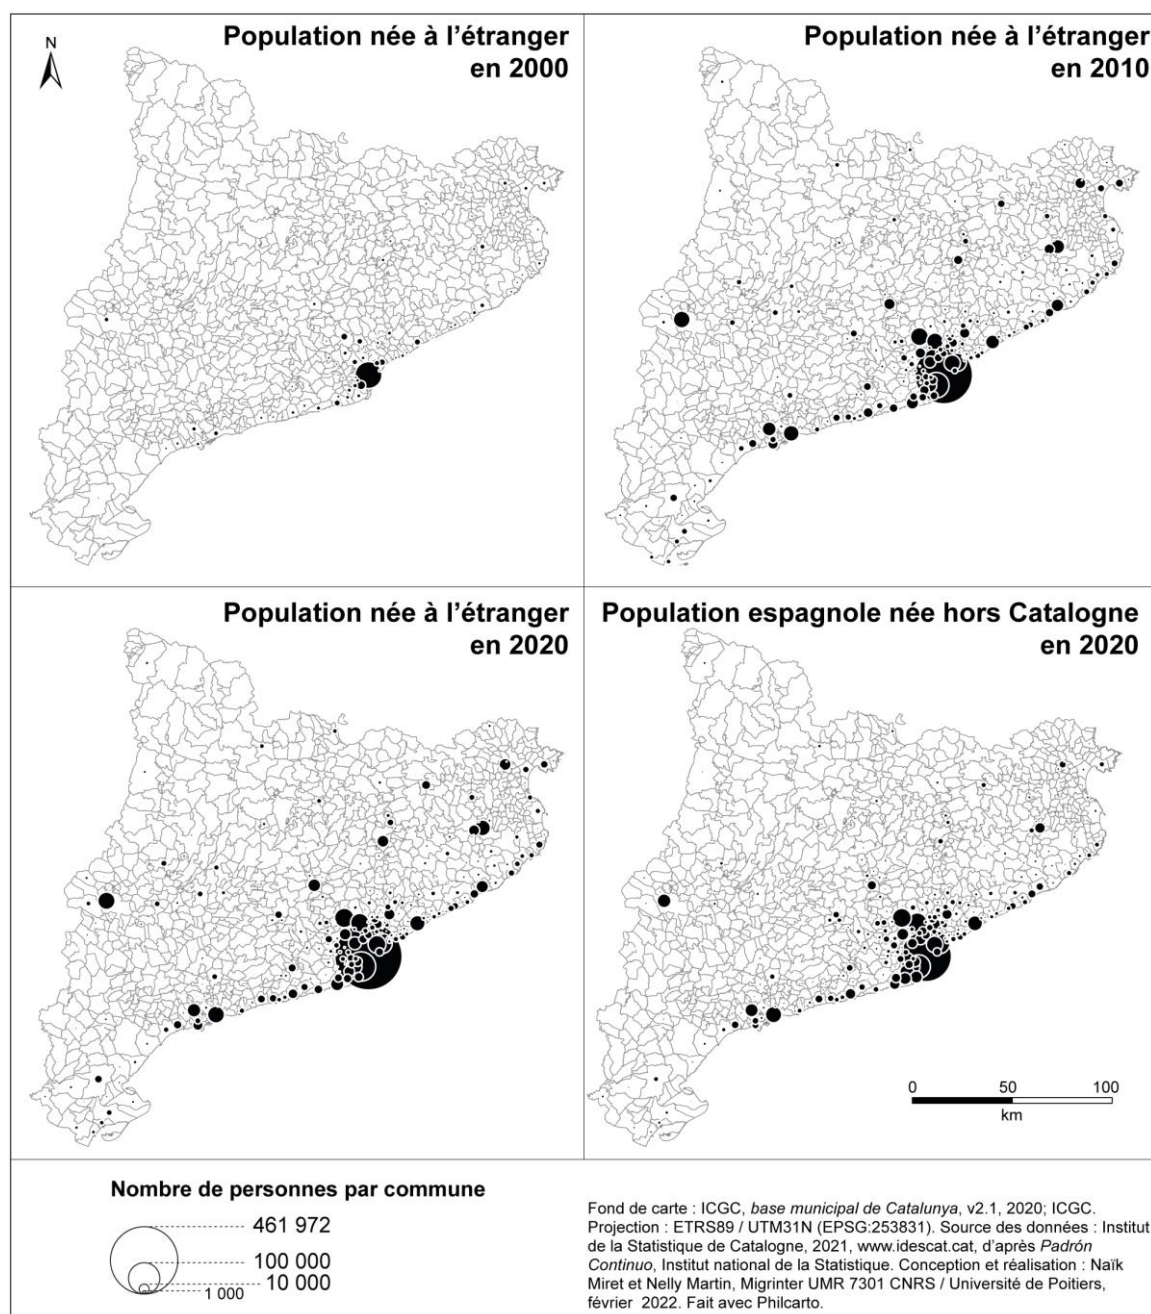 N
Population née à l’étranger
en 2000
Population née à l’étranger
en 2010
Population née à l’étranger
en 2020
Population espagnole née hors Catalogne
en 2020
0 50 100
km
Nombre de personnes par commune
461 972
100 000
10 000
1 000
Fond de carte : ICGC, base municipal de Catalunya, v2.1, 2020; ICGC.
Projection : ETRS89 / UTM31N (EPSG:253831). Source des données : Institut
de la Statistique de Catalogne, 2021, www.idescat.cat, d’après Padrón
Continuo, Institut national de la Statistique. Conception et réalisation : Naïk
Miret et Nelly Martin, Migrinter UMR 7301 CNRS / Université de Poitiers,
février 2022. Fait avec Philcarto.